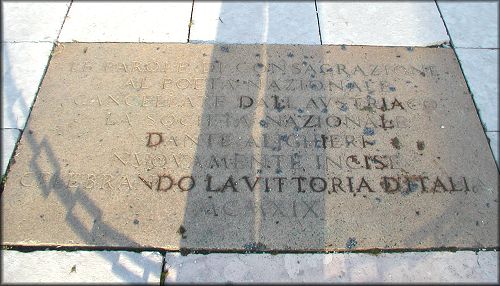 LE PAROLE DI CONSACRAZIONE
AL POETA NAZIONALE
CANCELLATE DALL'AUSTRIACO
LA SOCIETÀ NAZIONALE
DANTE ALIGHIERI
NUOVAMENTE INCISE
CELEBRANDO LA VITTORIA D'ITALIA
MCMXIX